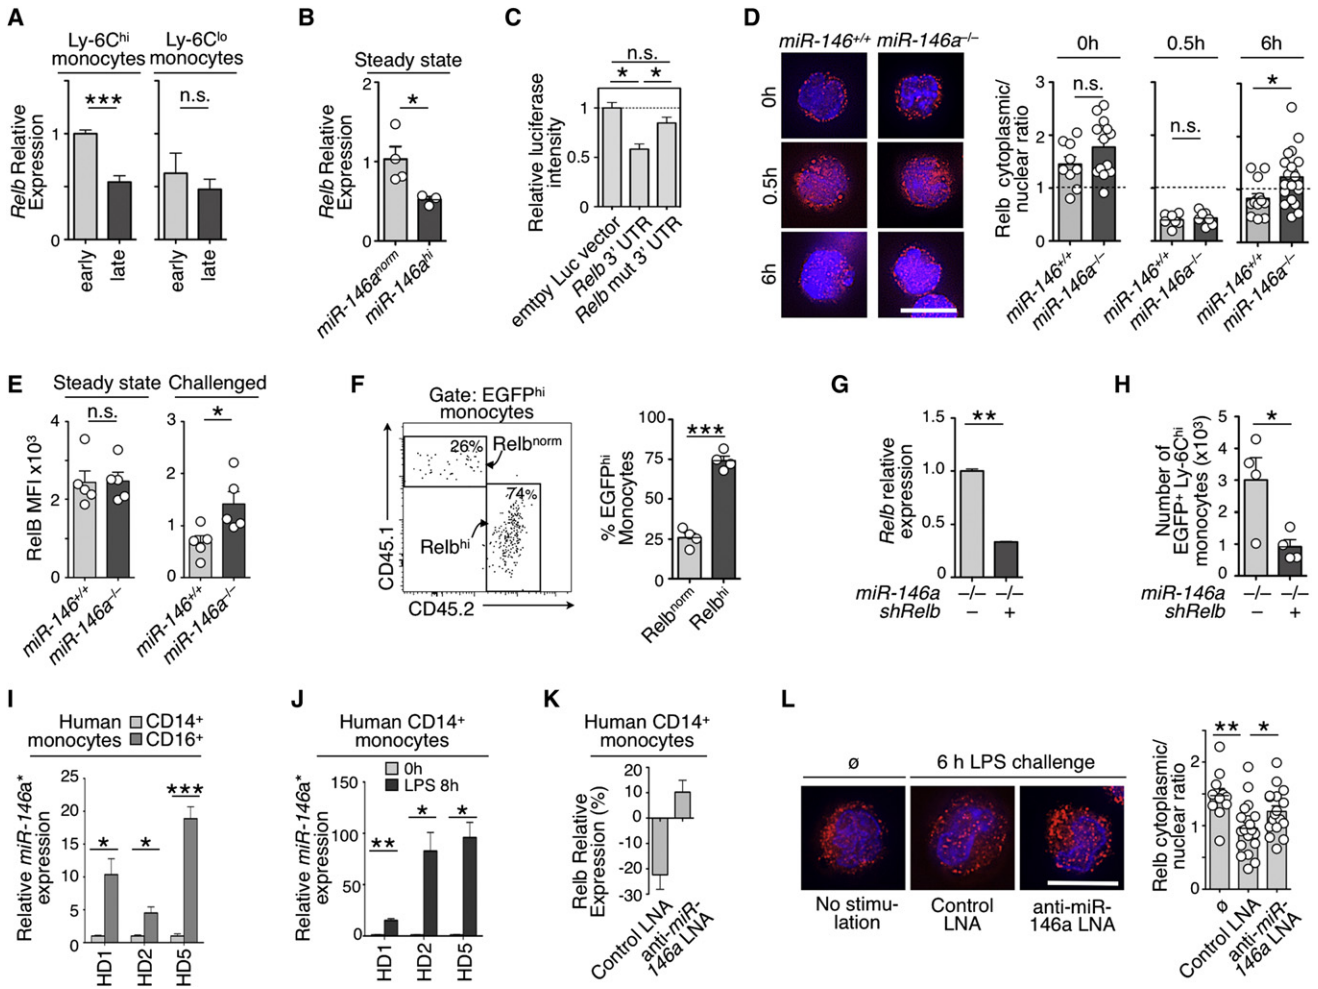 A
Ly-6Chi
monocytes
Ly-6Clo
monocytes
Relb Relative
Expression
***
n.s.
1
0
early
late
early
late
B
Steady state
Relb Relative
Expression
*
2
1
0
miR-146anorm
miR-146ahi
C
Relative luciferase
intensity
n.s.
*
*
1
0.5
0
emtpy Luc vector
Relb 3' UTR
Relb mut 3' UTR
D
miR-146+/+
miR-146a–/–
0h
0.5h
6h
Relb cytoplasmic/
nuclear ratio
0h
0.5h
6h
n.s.
n.s.
*
3
2
1
0
miR-146+/+
miR-146a–/–
miR-146+/+
miR-146a–/–
miR-146+/+
miR-146a–/–
E
Steady state
Challenged
RelB MFI x103
n.s.
*
4
2
0
3
2
1
0
miR-146+/+
miR-146a–/–
miR-146+/+
miR-146a–/–
F
Gate: EGFPhi
monocytes
26%
Relbnorm
74%
Relbhi
CD45.1
CD45.2
% EGFPhi
Monocytes
***
100
75
50
25
0
Relbnorm
Relbhi
G
Relb relative
expression
**
1.5
1.0
0.5
0
miR-146a
–/–
–/–
shRelb
–
+
H
Number of
EGFP+ Ly-6Chi
monocytes (x103)
*
5
4
3
2
1
0
miR-146a
–/–
–/–
shRelb
–
+
I
Human
monocytes
CD14+
CD16+
Relative miR-146a*
expression
*
*
***
25
20
15
10
5
0
HD1
HD2
HD5
J
Human CD14+
monocytes
0h
LPS 8h
Relative miR-146a*
expression
**
*
*
150
100
50
0
HD1
HD2
HD5
K
Human CD14+
monocytes
Relb Relative
Expression (%)
20
10
0
-10
-20
-30
Control LNA
anti-miR-
146a LNA
L
ø
6 h LPS challenge
No stimu-
lation
Control
LNA
anti-miR-
146a LNA
Relb cytoplasmic/
nuclear ratio
**
*
2
1
0
ø
Control LNA
anti-miR-
146a LNA